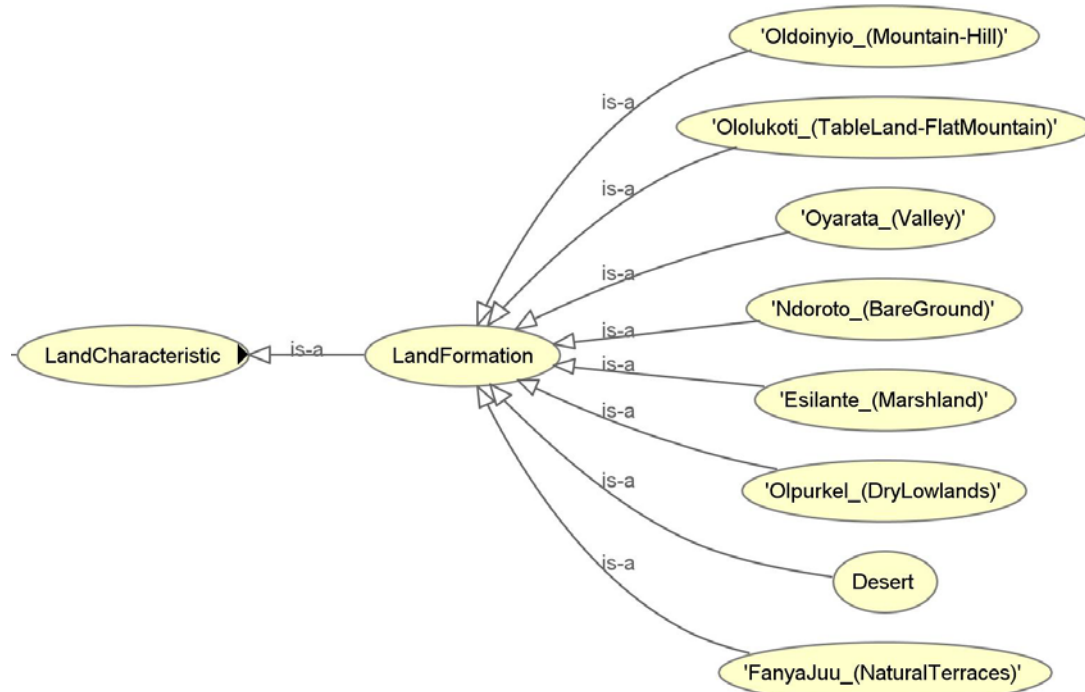 'Oldoinyio_(Mountain-Hill)'
is-a
'Ololukoti_(TableLand-FlatMountain)'
is-a
'Oyarata_(Valley)'
is-a
'Ndoroto_(BareGround)'
is-a
LandCharacteristic
is-a
LandFormation
is-a
'Esilante_(Marshland)'
is-a
'Olpurkel_(DryLowlands)'
is-a
Desert
is-a
'FanyaJuu_(NaturalTerraces)'